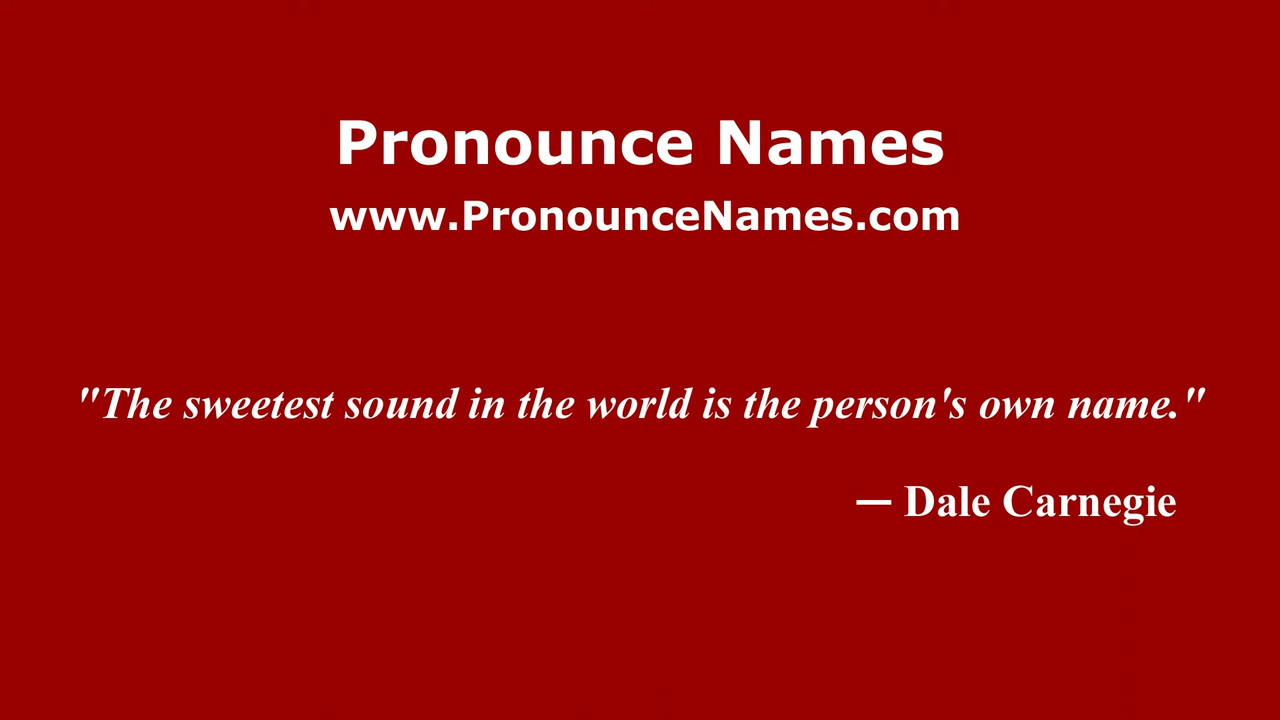 Pronounce Names
www.PronounceNames.com
"The sweetest sound in the world is the person's own name."
— Dale Carnegie